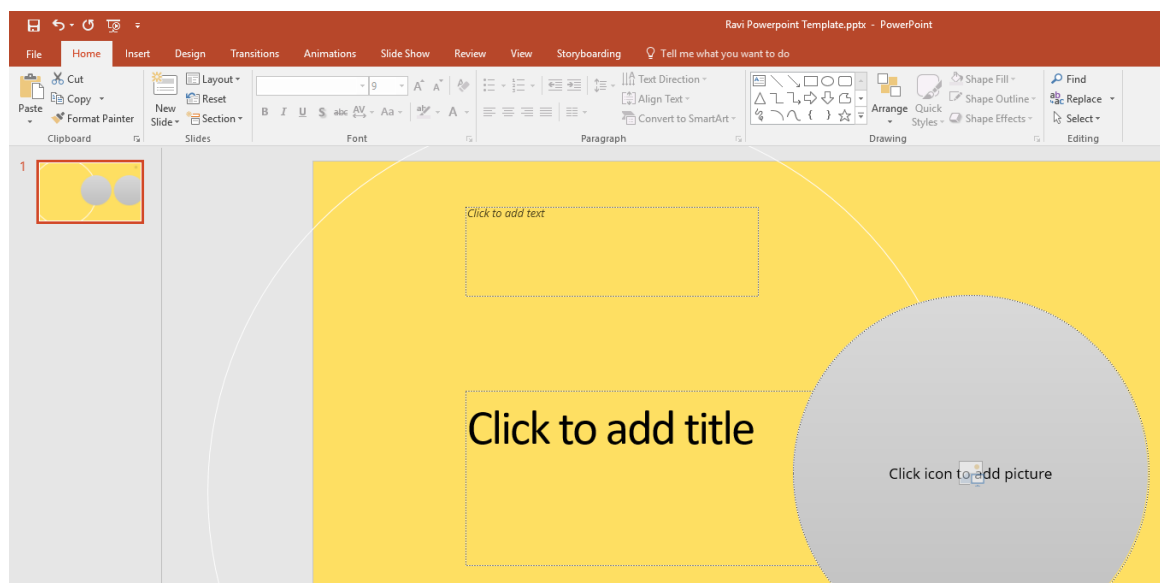 Ravi Powerpoint Template.pptx - PowerPoint
File Home Insert Design Transitions Animations Slide Show Review View Storyboarding Tell me what you want to do
Paste
Cut
Copy
Format Painter
Clipboard
New Slide
Layout
Reset
Section
Slides
9 A A
B I U S abc AV Aa aby A
Font
Text Direction
Align Text
Convert to SmartArt
Paragraph
Arrange
Quick Styles
Shape Fill
Shape Outline
Shape Effects
Drawing
Find
Replace
Select
Editing
1
Click to add text
Click to add title
Click icon to add picture